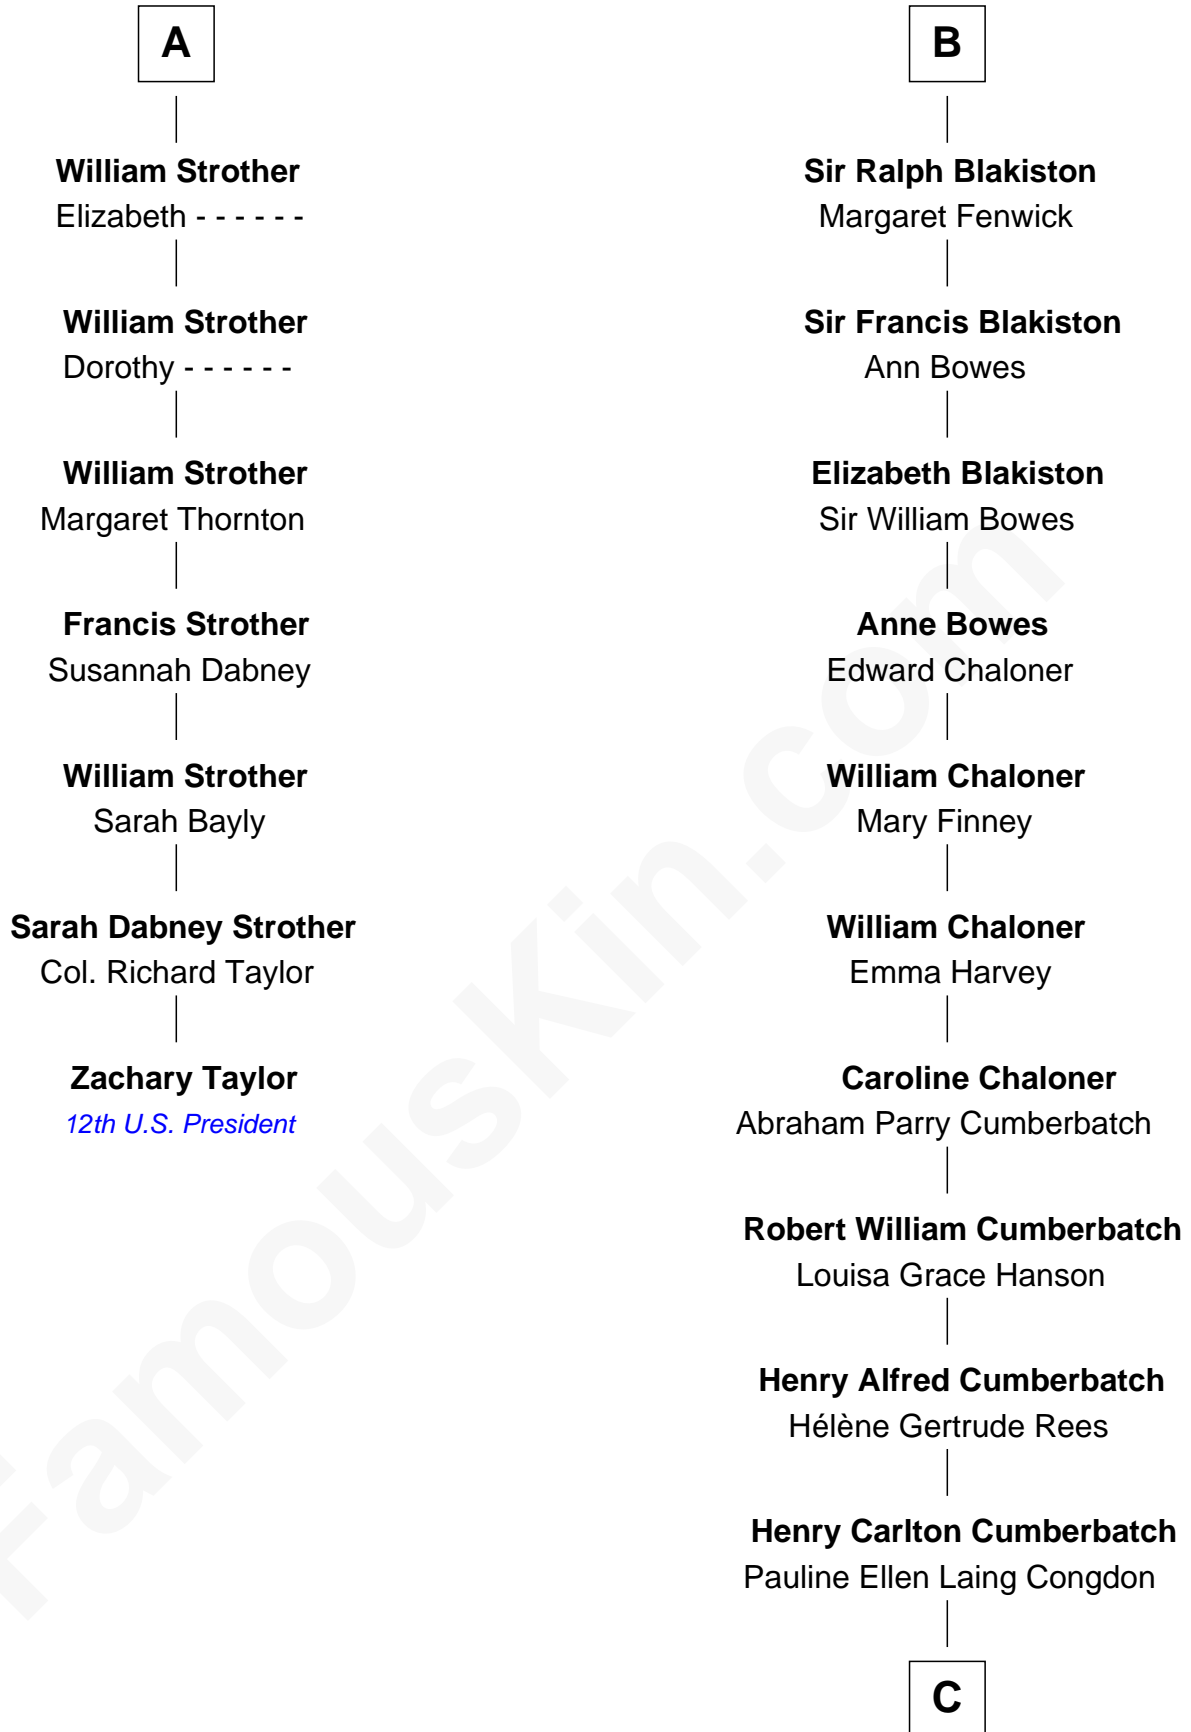 A
William Strother
Elizabeth - - - - - -
William Strother
Dorothy - - - - - -
William Strother
Margaret Thornton
Francis Strother
Susannah Dabney
William Strother
Sarah Bayly
Sarah Dabney Strother
Col. Richard Taylor
Zachary Taylor
12th U.S. President
B
Sir Ralph Blakiston
Margaret Fenwick
Sir Francis Blakiston
Ann Bowes
Elizabeth Blakiston
Sir William Bowes
Anne Bowes
Edward Chaloner
William Chaloner
Mary Finney
William Chaloner
Emma Harvey
Caroline Chaloner
Abraham Parry Cumberbatch
Robert William Cumberbatch
Louisa Grace Hanson
Henry Alfred Cumberbatch
Hélène Gertrude Rees
Henry Carlton Cumberbatch
Pauline Ellen Laing Congdon
C
FamousKin.com